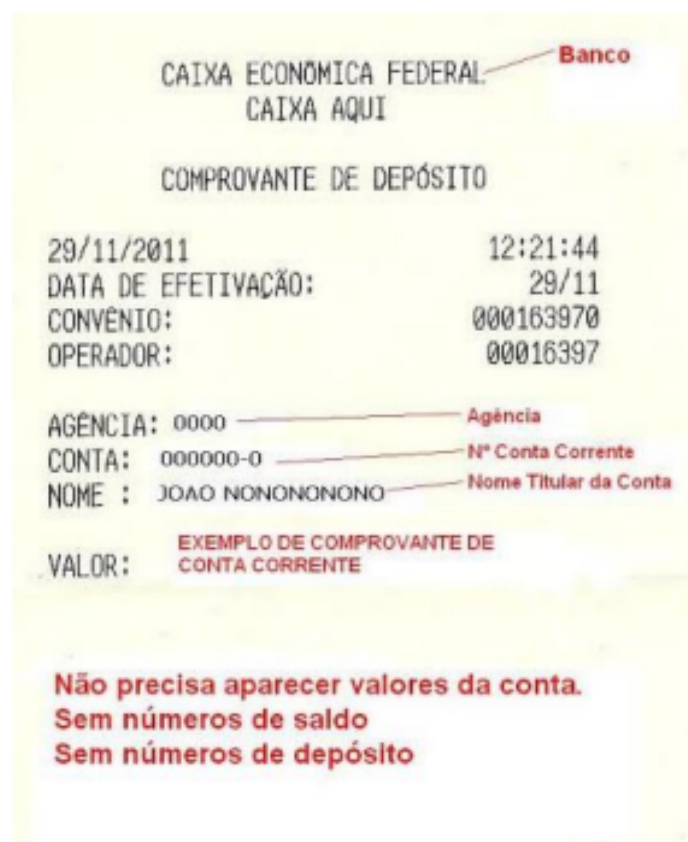 CAIXA ECONÔMICA FEDERAL Banco
CAIXA AQUI
COMPROVANTE DE DEPÓSITO
29/11/2011 12:21:44
DATA DE EFETIVAÇÃO: 29/11
CONVÊNIO: 000163970
OPERADOR: 00016397
AGÊNCIA: 0000 Agência
CONTA: 000000-0 Nº Conta Corrente
NOME : JOAO NONONONONO Nome Titular da Conta
VALOR: EXEMPLO DE COMPROVANTE DE
CONTA CORRENTE
Não precisa aparecer valores da conta.
Sem números de saldo
Sem números de depósito